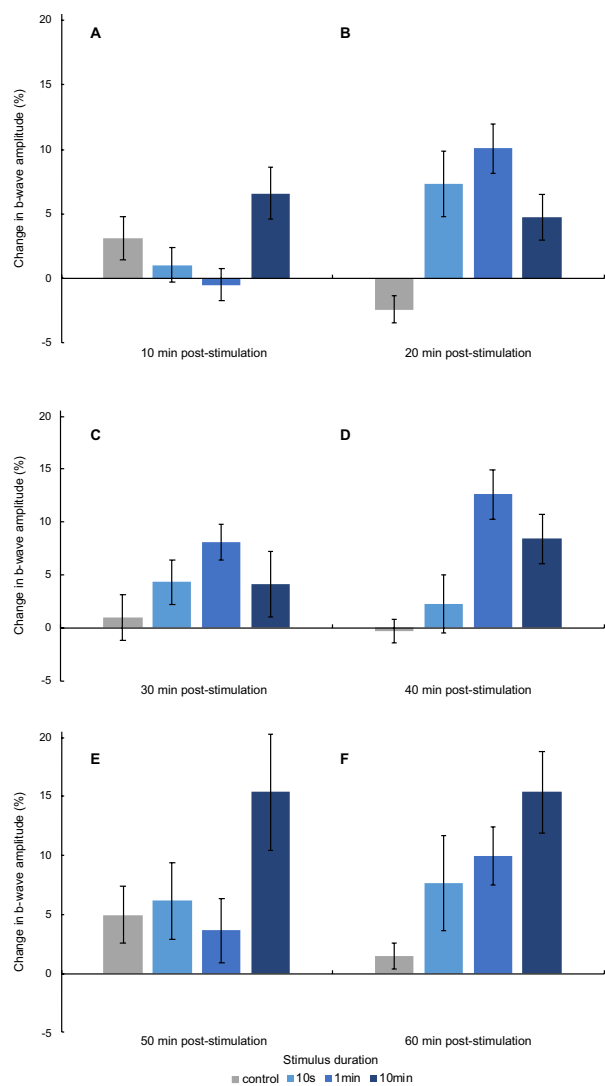 A
B
Change in b-wave amplitude (%)
20
15
10
5
0
-5
10 min post-stimulation
20 min post-stimulation
C
D
Change in b-wave amplitude (%)
20
15
10
5
0
-5
30 min post-stimulation
40 min post-stimulation
E
F
Change in b-wave amplitude (%)
20
15
10
5
0
-5
50 min post-stimulation
60 min post-stimulation
Stimulus duration
control 10s 1min 10min